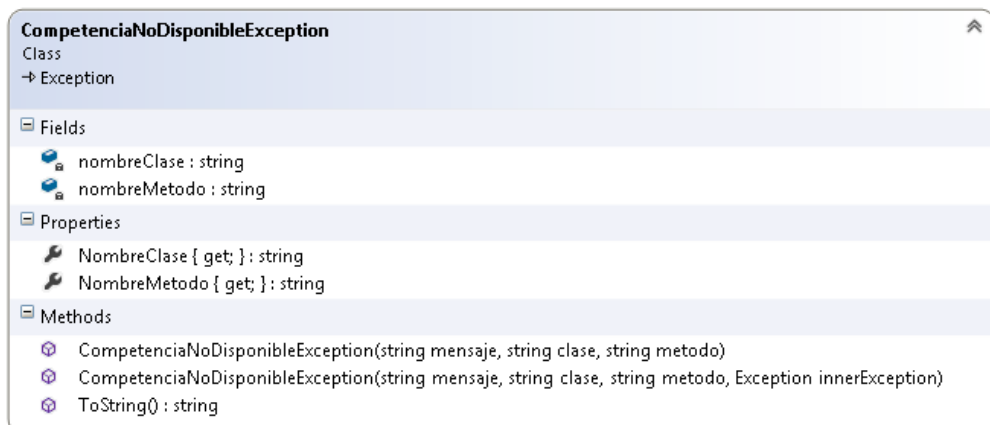 CompetenciaNoDisponibleException
Class
Exception
Fields
nombreClase : string
nombreMetodo : string
Properties
NombreClase { get; } : string
NombreMetodo { get; } : string
Methods
CompetenciaNoDisponibleException(string mensaje, string clase, string metodo)
CompetenciaNoDisponibleException(string mensaje, string clase, string metodo, Exception innerException)
ToString() : string